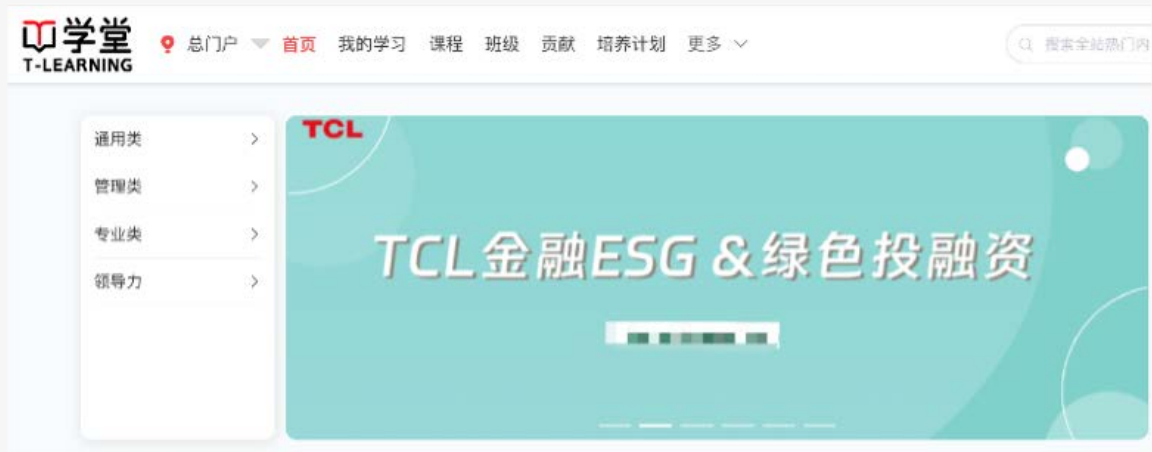 学堂
T-LEARNING
总门户
首页 我的学习 课程 班级 贡献 培养计划 更多
搜索全站热门内
通用类
管理类
专业类
领导力
TCL
TCL金融ESG & 绿色投融资